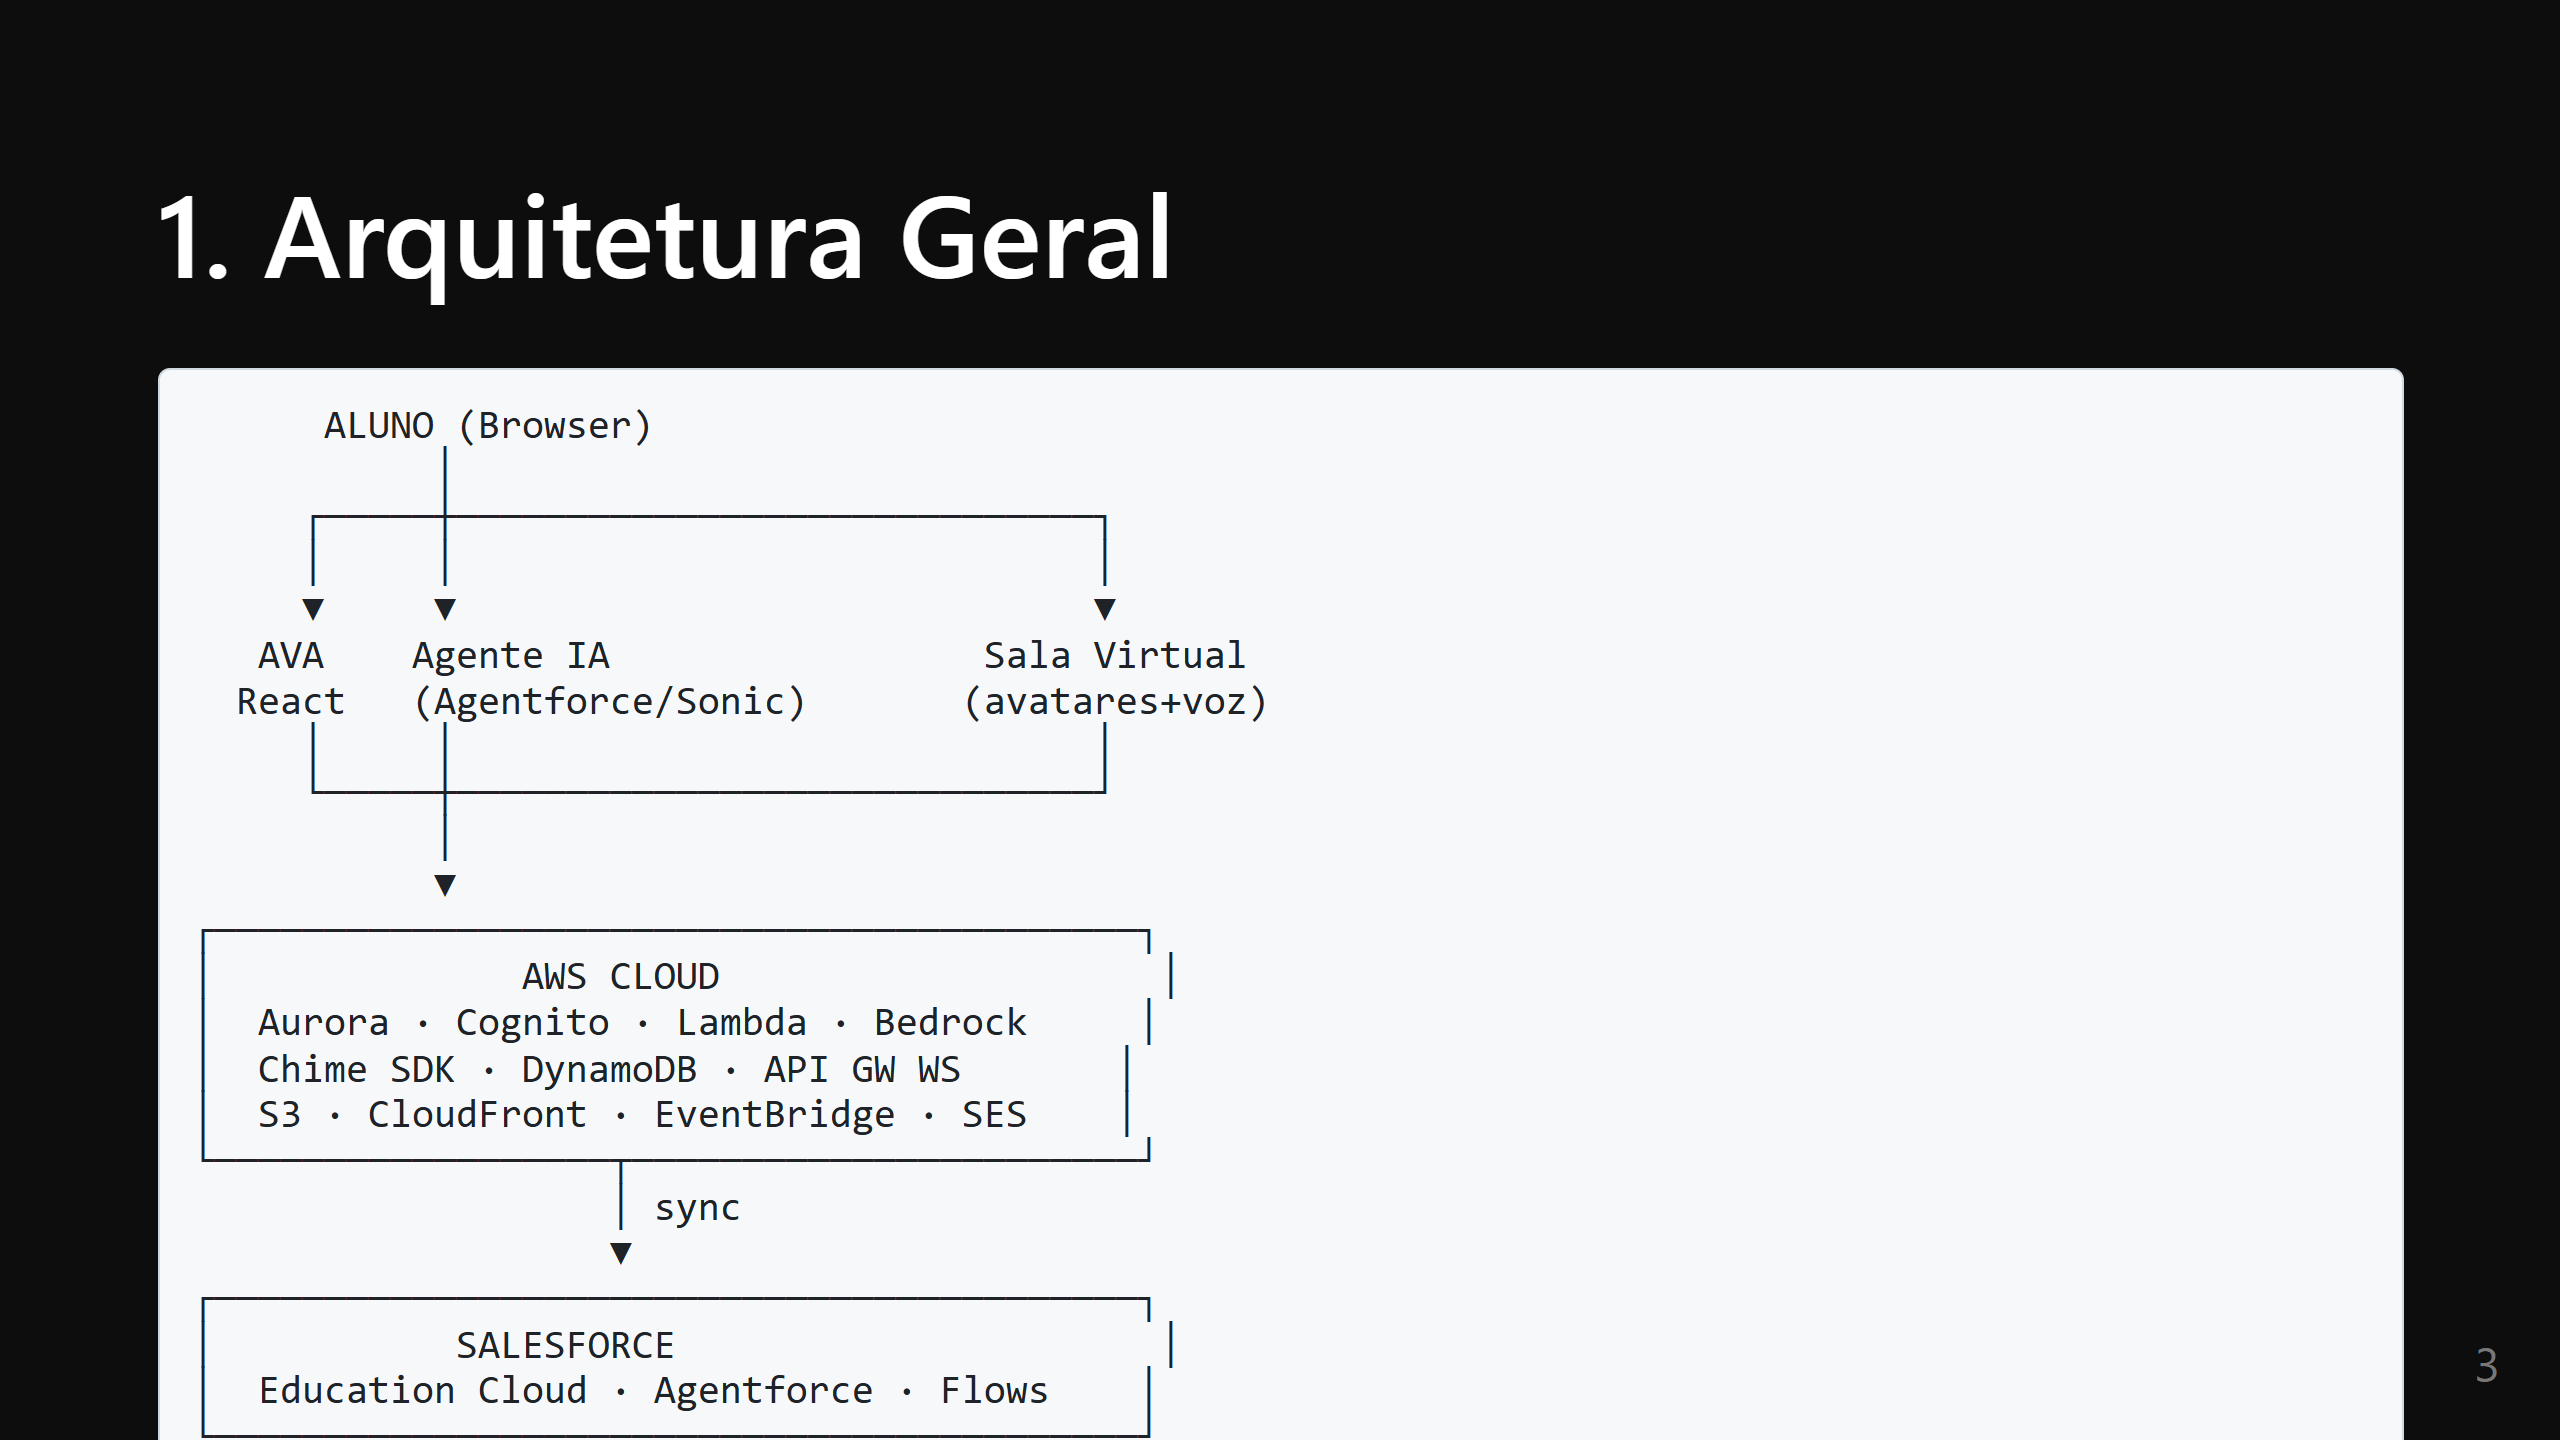 1. Arquitetura Geral
ALUNO (Browser)
AVA Agente IA Sala Virtual
React (Agentforce/Sonic) (avatares+voz)
AWS CLOUD
Aurora · Cognito · Lambda · Bedrock
Chime SDK · DynamoDB · API GW WS
S3 · CloudFront · EventBridge · SES
sync
SALESFORCE
Education Cloud · Agentforce · Flows
3